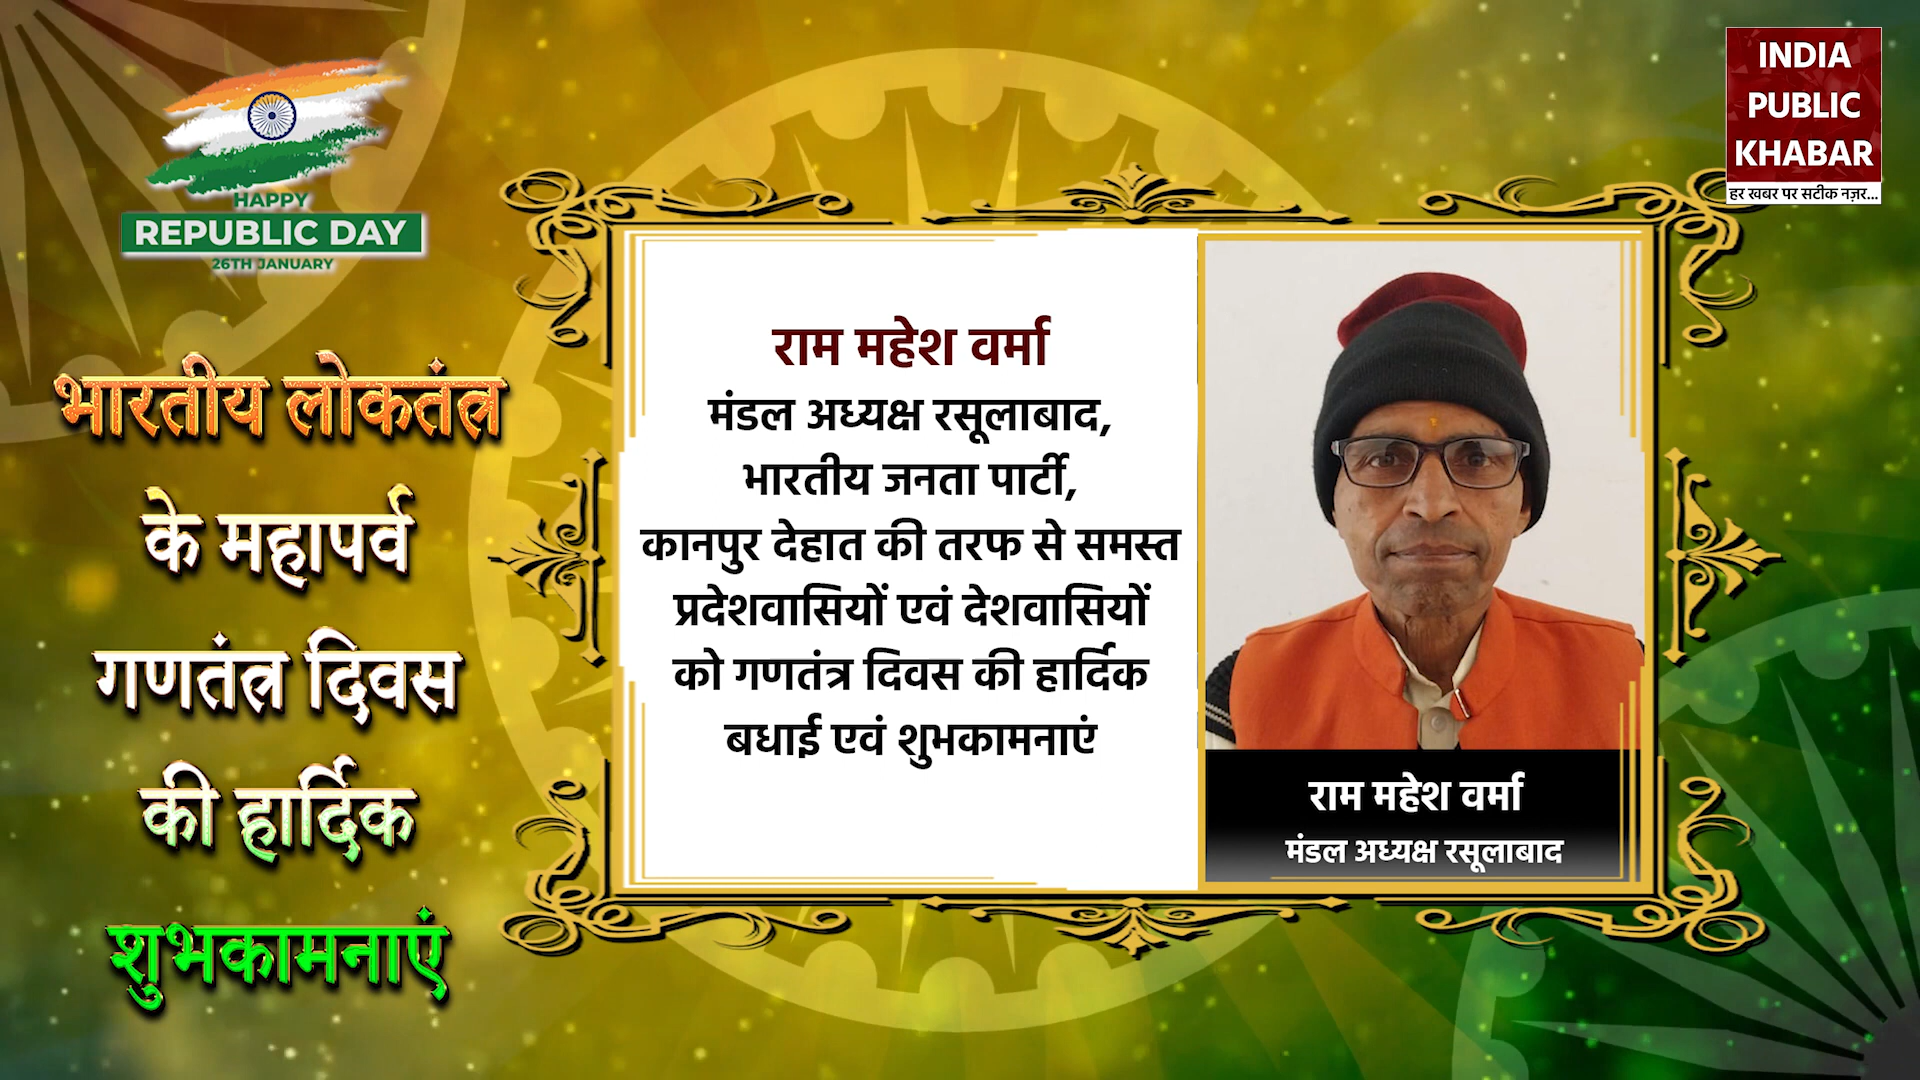 HAPPY
REPUBLIC DAY
26TH JANUARY
भारतीय लोकतंत्र
के महापर्व
गणतंत्र दिवस
की हार्दिक
शुभकामनाएं
राम महेश वर्मा
मंडल अध्यक्ष रसूलाबाद,
भारतीय जनता पार्टी,
कानपुर देहात की तरफ से समस्त
प्रदेशवासियों एवं देशवासियों
को गणतंत्र दिवस की हार्दिक
बधाई एवं शुभकामनाएं
INDIA
PUBLIC
KHABAR
हर खबर पर सटीक नज़र...
राम महेश वर्मा
मंडल अध्यक्ष रसूलाबाद